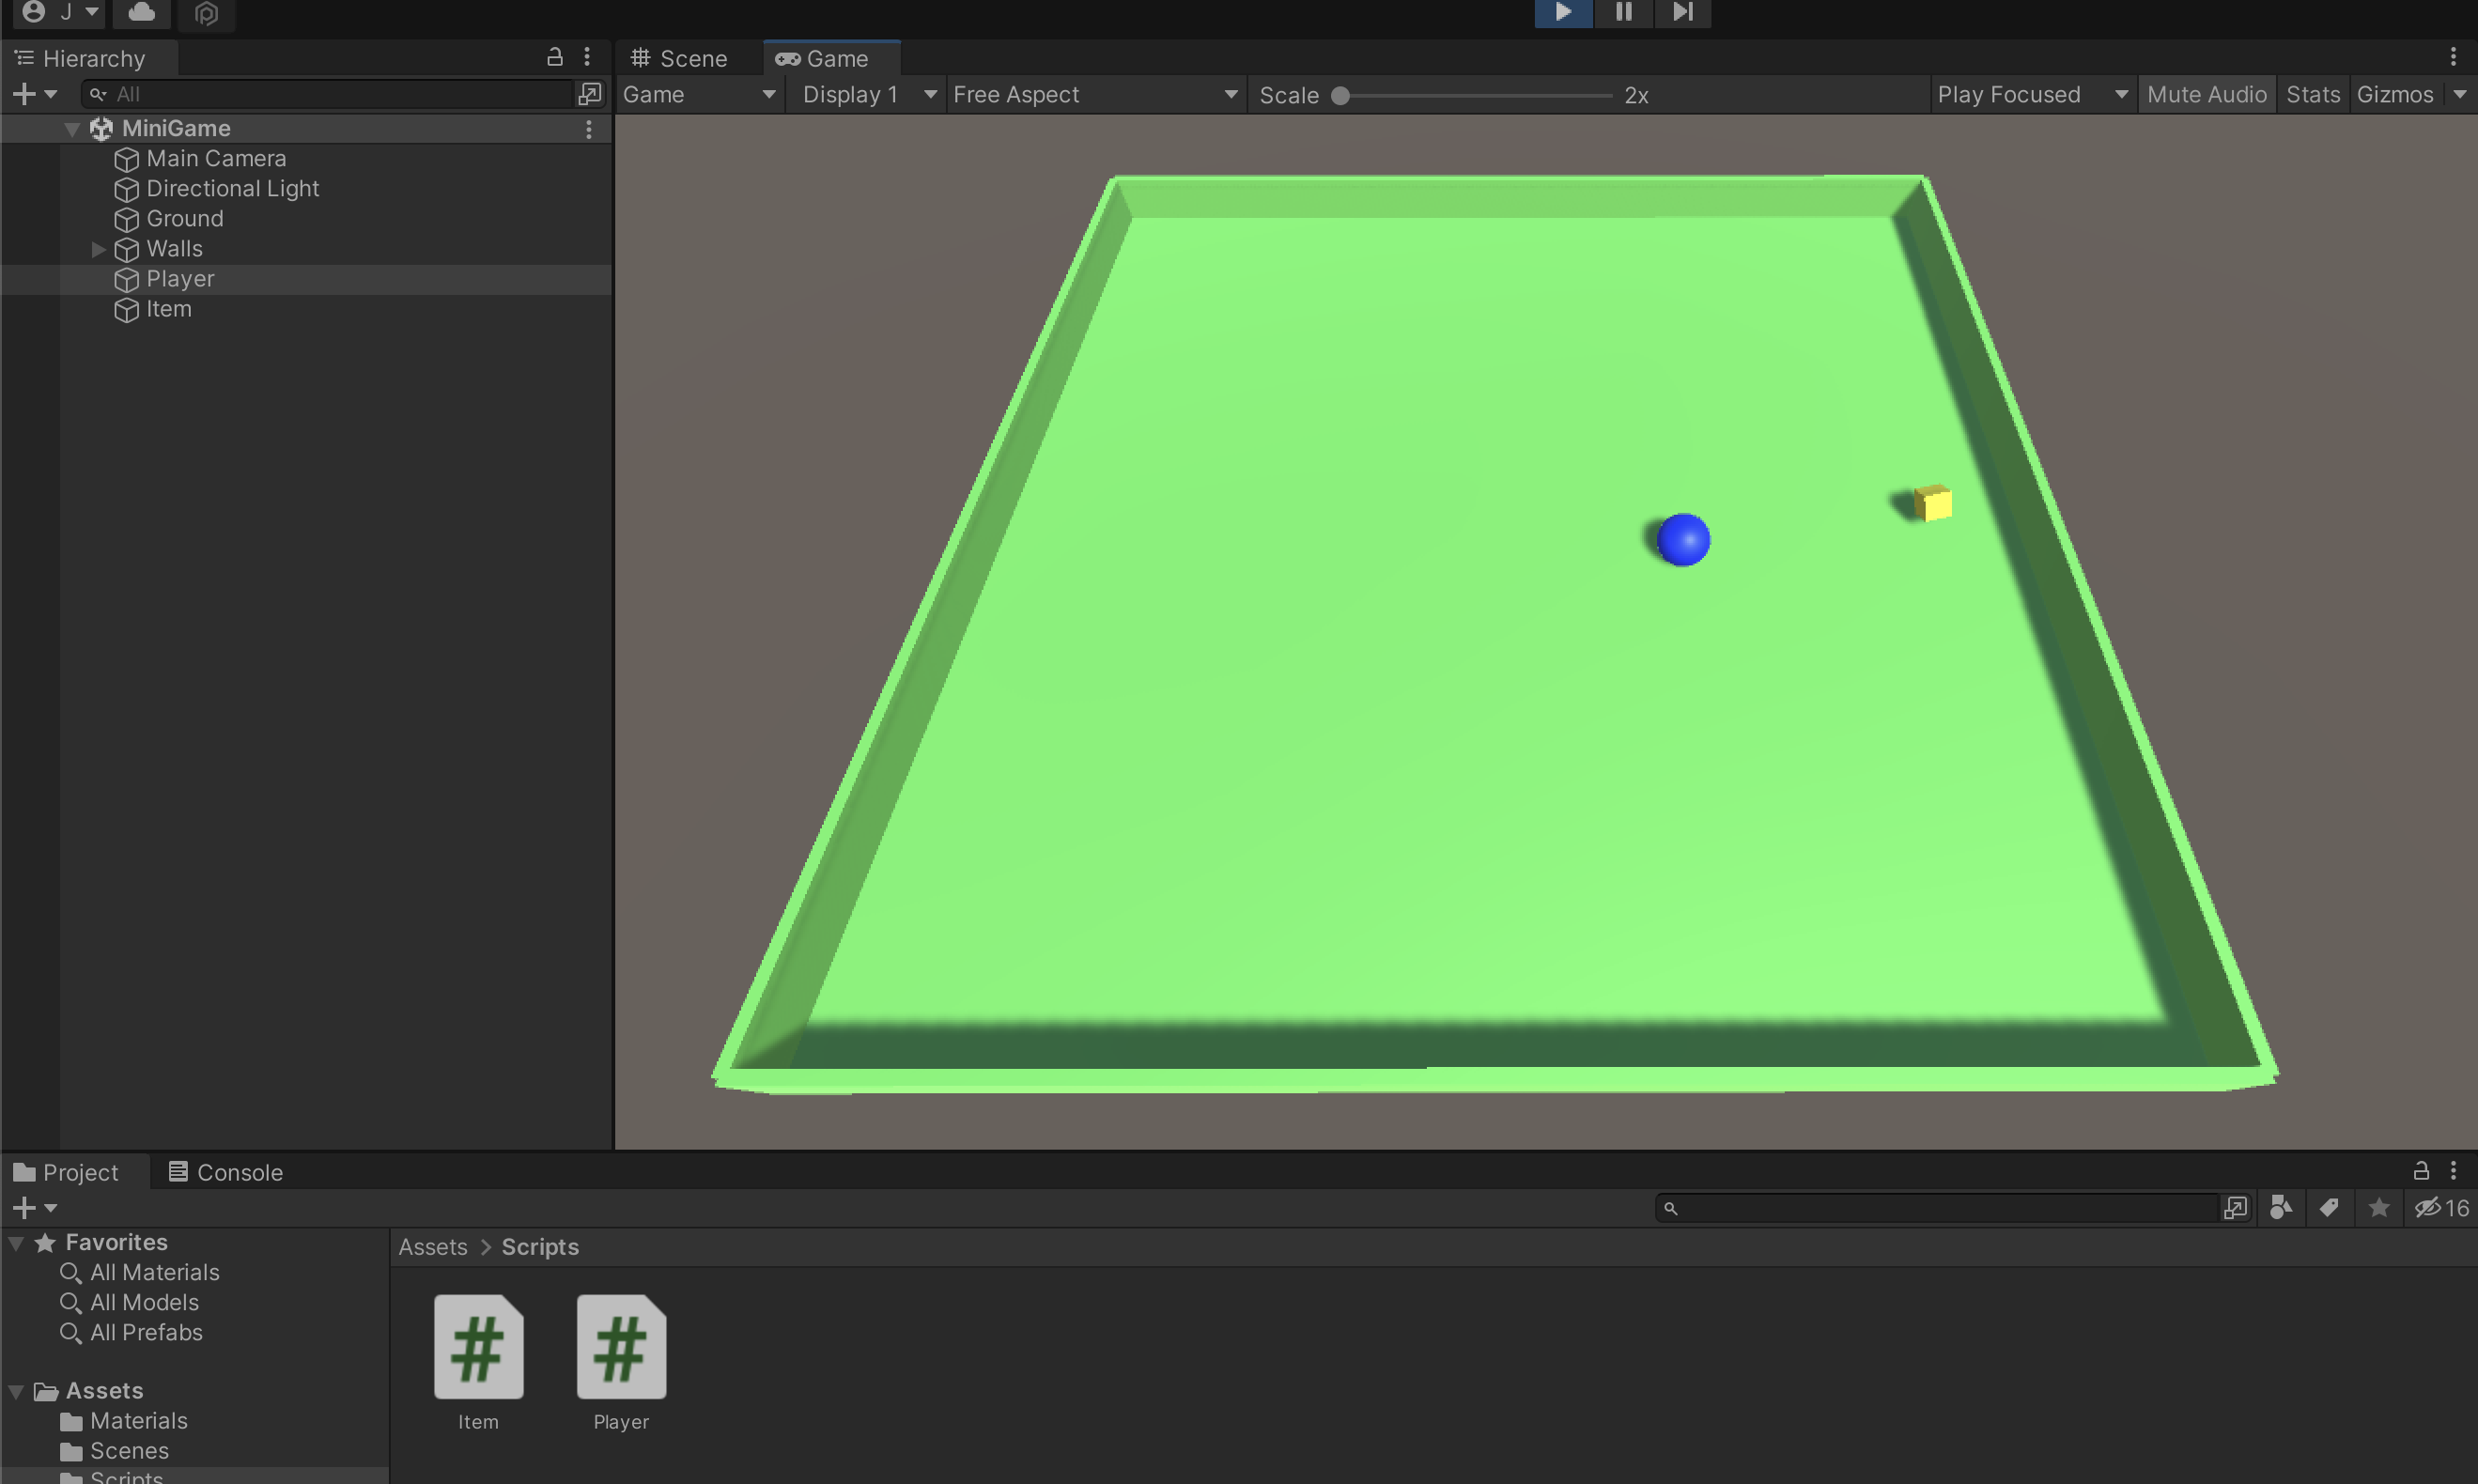 J
Hierarchy
Scene
Game
All
Game
Display 1
Free Aspect
Scale
2x
Play Focused
Mute Audio
Stats
Gizmos
MiniGame
Main Camera
Directional Light
Ground
Walls
Player
Item
Project
Console
16
Favorites
All Materials
All Models
All Prefabs
Assets
Materials
Scenes
Scripts
Assets > Scripts
# #
Item
Player